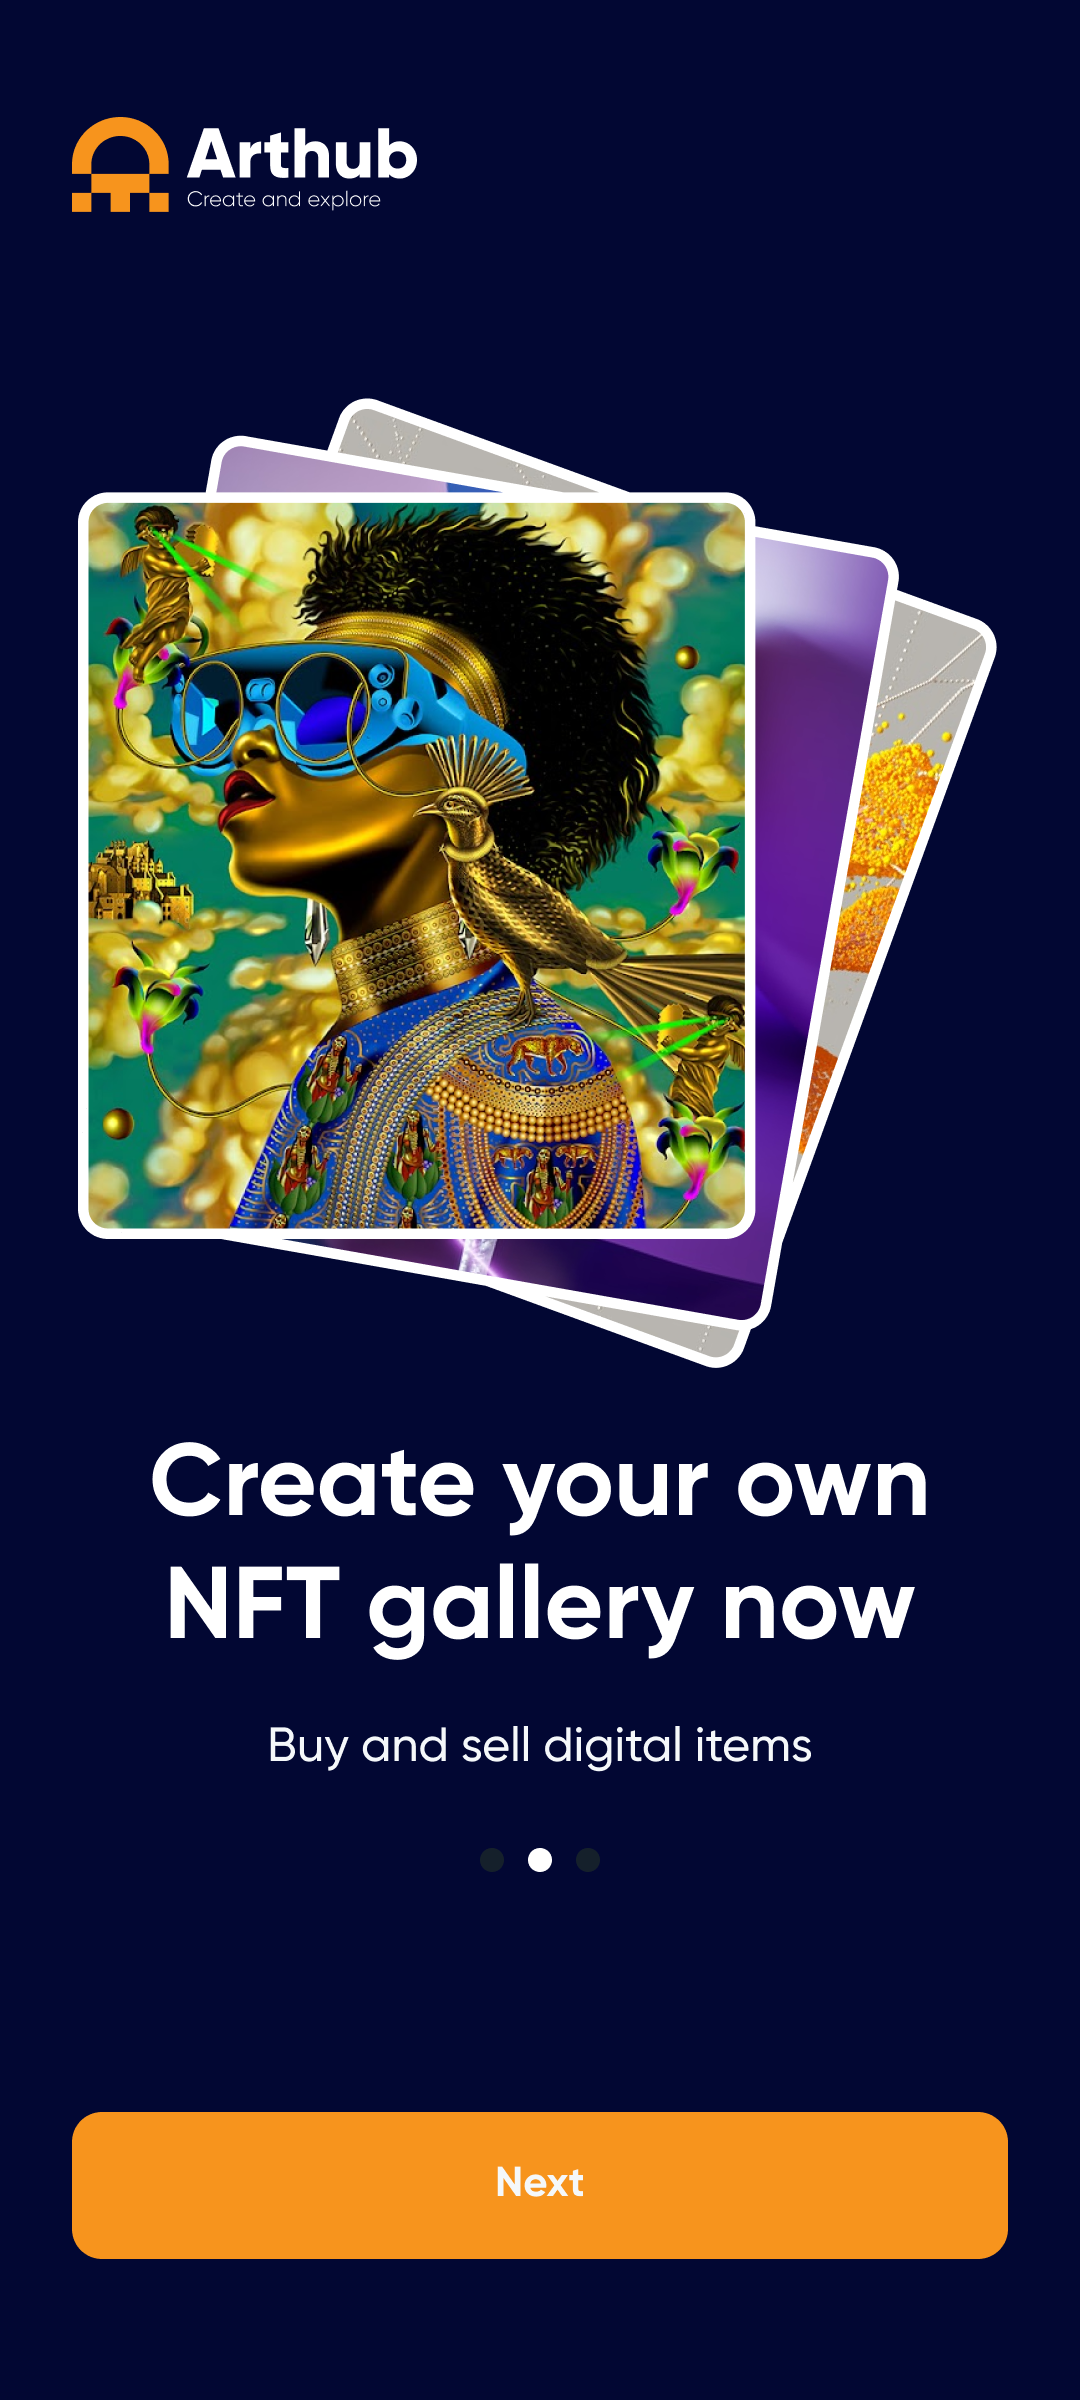 Arthub
Create and explore
Create your own
NFT gallery now
Buy and sell digital items
Next